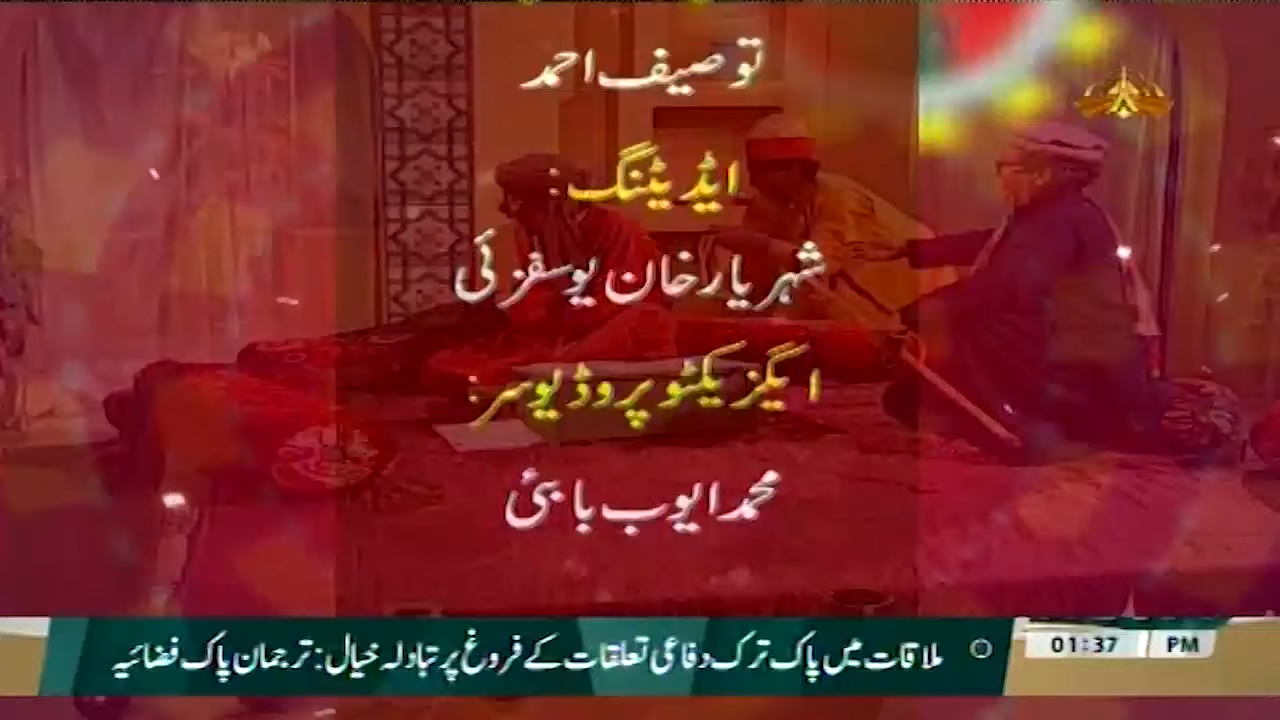 توصیف احمد
ایڈیٹنگ:
شہریار خان یوسفزئی
ایگزیکٹو پروڈیوسر:
محمد ایوب بابئی
ملاقات میں پاک ترک دفاعی تعلقات کے فروغ پر تبادلہ خیال: ترجمان پاک فضائیہ
01:37 PM